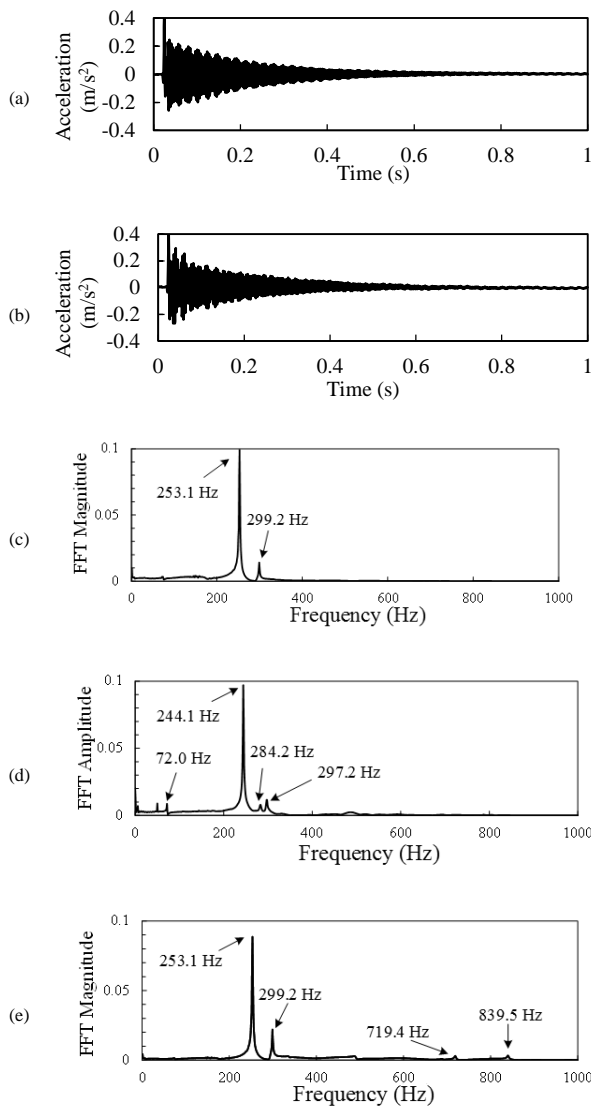 (a)
Acceleration
(m/s²)
0.4
0.2
0
-0.2
-0.4
0 0.2 0.4 0.6 0.8 1
Time (s)
(b)
Acceleration
(m/s²)
0.4
0.2
0
-0.2
-0.4
0 0.2 0.4 0.6 0.8 1
Time (s)
(c)
FFT Magnitude
0.1
0.05
0
253.1 Hz
299.2 Hz
0 200 400 600 800 1000
Frequency (Hz)
(d)
FFT Amplitude
0.1
0.05
0
244.1 Hz
72.0 Hz
284.2 Hz
297.2 Hz
0 200 400 600 800 1000
Frequency (Hz)
(e)
FFT Magnitude
0.1
0.05
0
253.1 Hz
299.2 Hz
719.4 Hz
839.5 Hz
0 200 400 600 800 1000
Frequency (Hz)